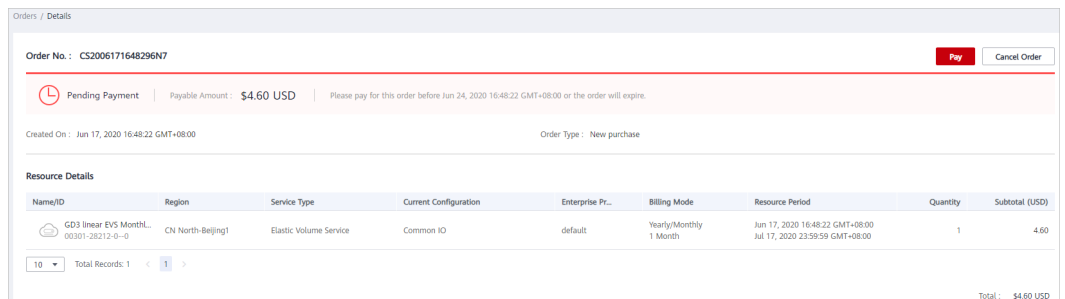 Orders / Details
Order No. : CS2006171648296N7
Pay
Cancel Order
Pending Payment
Payable Amount : $4.60 USD
Please pay for this order before Jun 24, 2020 16:48:22 GMT+08:00 or the order will expire.
Created On : Jun 17, 2020 16:48:22 GMT+08:00
Order Type : New purchase
Resource Details
Name/ID Region Service Type Current Configuration Enterprise Pr... Billing Mode Resource Period Quantity Subtotal (USD)
GD3 linear EVS Monthl... CN North-Beijing1 Elastic Volume Service Common IO default Yearly/Monthly Jun 17, 2020 16:48:22 GMT+08:00 1 4.60
00301-28212-0--0 1 Month Jul 17, 2020 23:59:59 GMT+08:00
10 Total Records: 1 < 1 >
Total : $4.60 USD